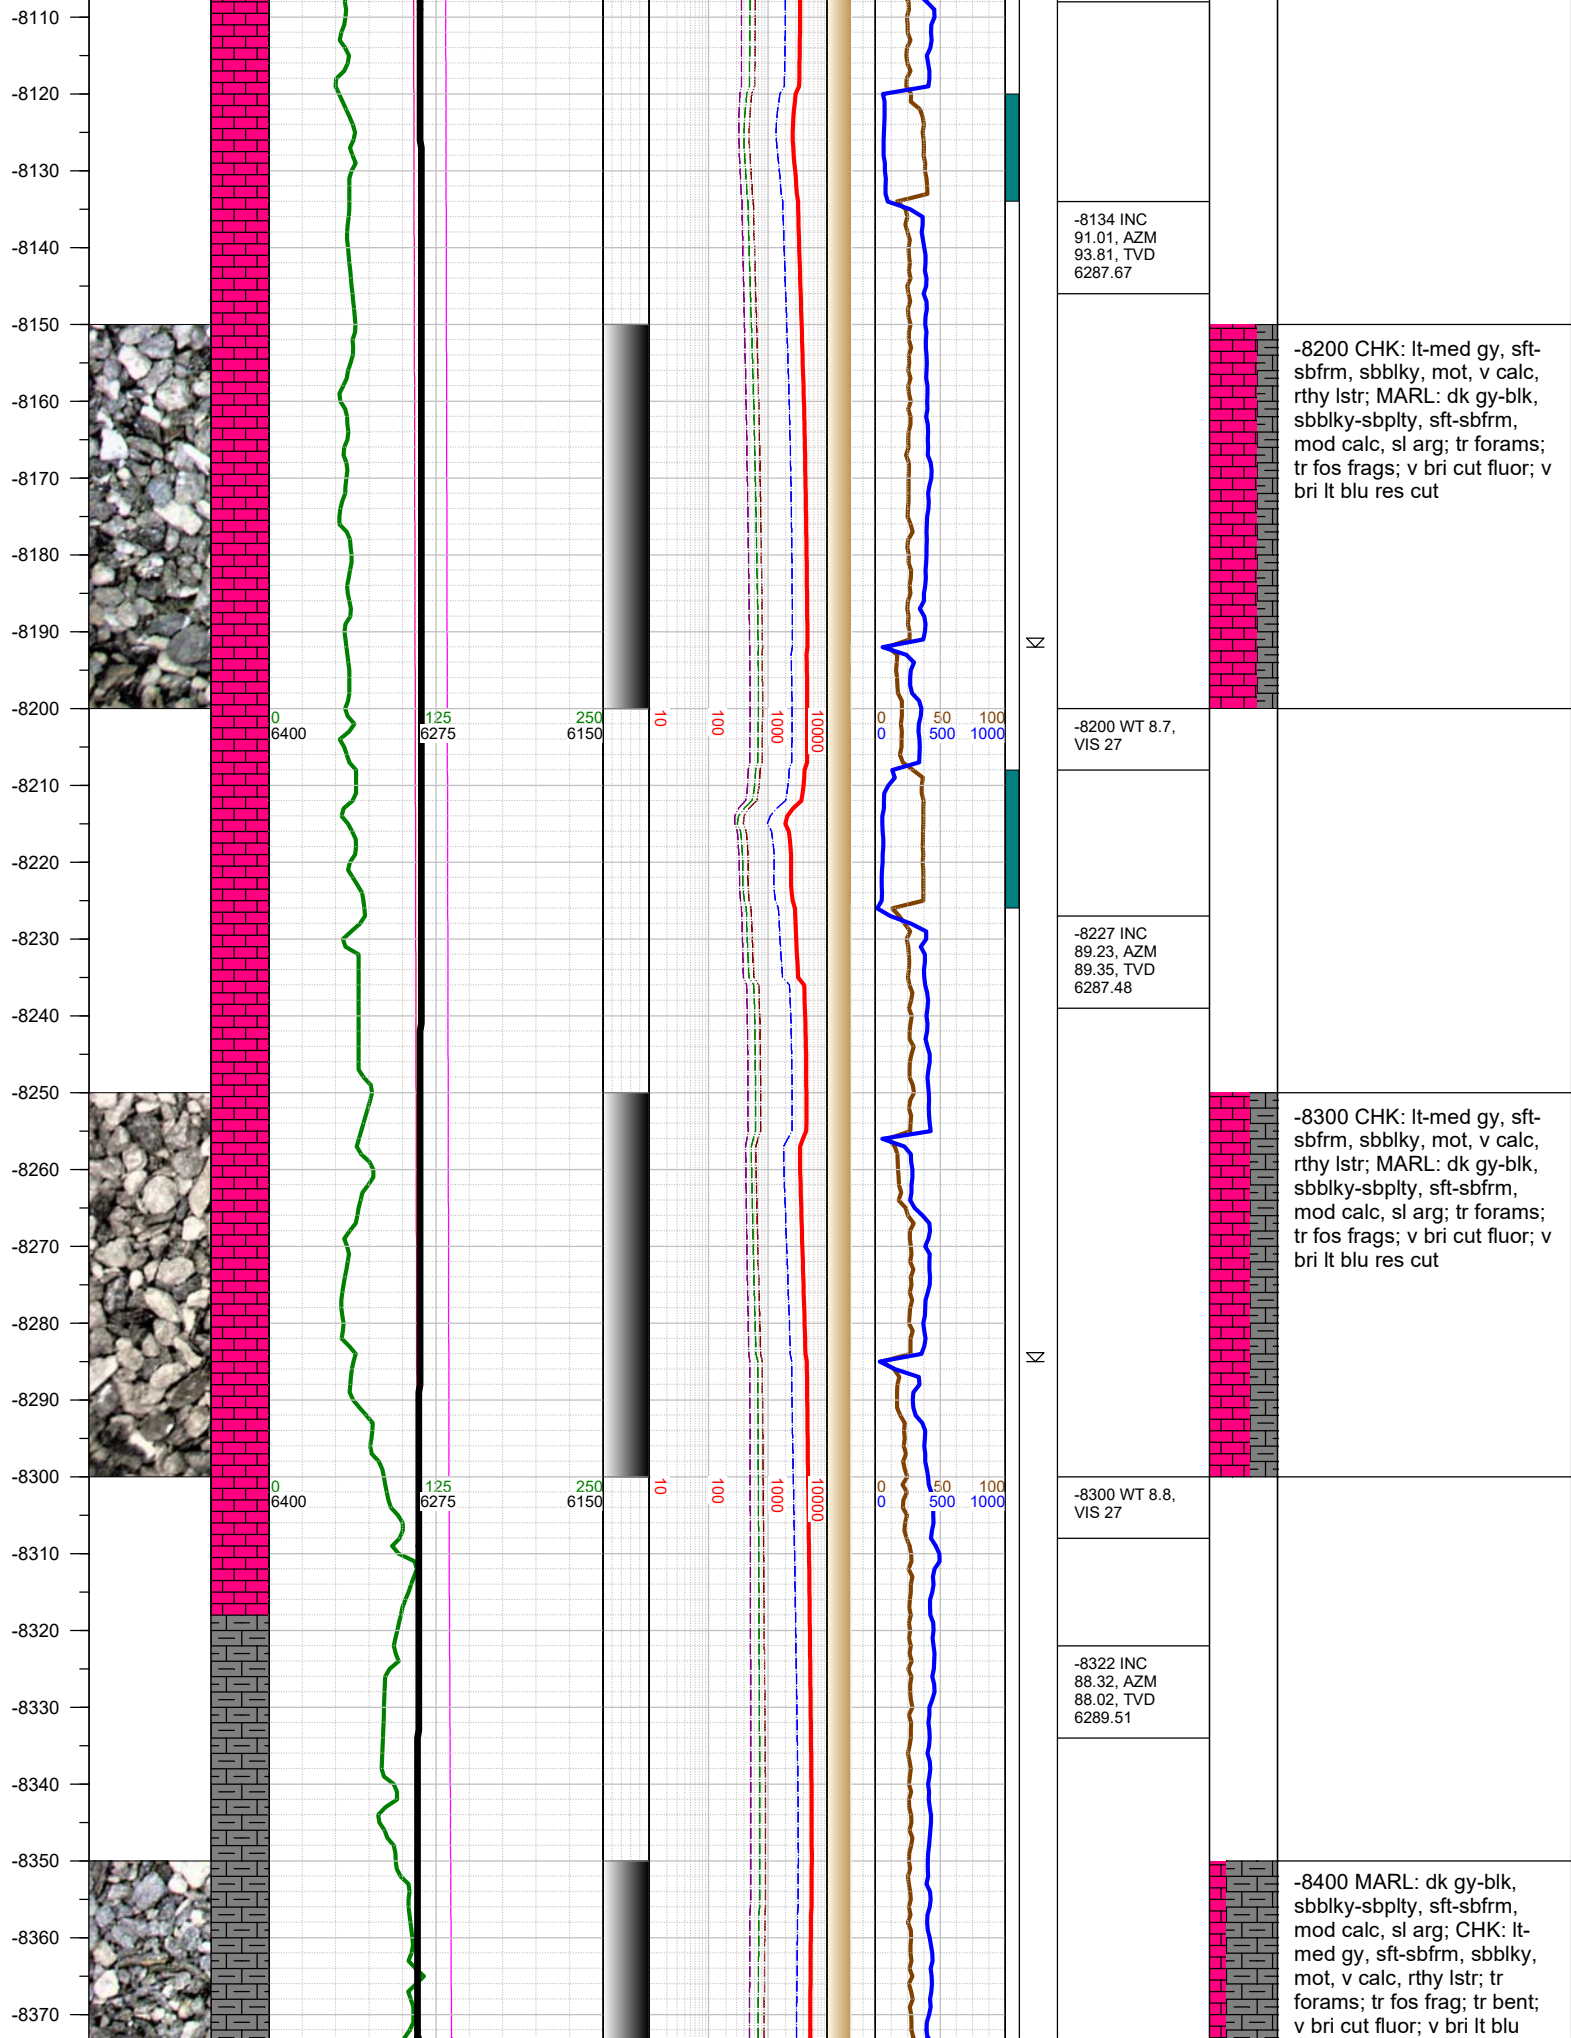 -8110
-8120
-8130
-8134 INC
91.01, AZM
93.81, TVD
6287.67
-8140
-8150
-8200 CHK: lt-med gy, sft-
sbfrm, sbblky, mot, v calc,
rthy lstr; MARL: dk gy-blk,
sbblky-sbplty, sft-sbfrm,
mod calc, sl arg; tr forams;
tr fos frags; v bri cut fluor; v
bri lt blu res cut
-8160
-8170
-8180
-8190
-8200
0 125 250 10 100 1000 10000 0 50 100
6400 6275 6150 0 500 1000
-8200 WT 8.7,
VIS 27
-8210
-8220
-8227 INC
89.23, AZM
89.35, TVD
6287.48
-8230
-8240
-8250
-8300 CHK: lt-med gy, sft-
sbfrm, sbblky, mot, v calc,
rthy lstr; MARL: dk gy-blk,
sbblky-sbplty, sft-sbfrm,
mod calc, sl arg; tr forams;
tr fos frags; v bri cut fluor; v
bri lt blu res cut
-8260
-8270
-8280
-8290
-8300
0 125 250 10 100 1000 10000 0 50 100
6400 6275 6150 0 500 1000
-8300 WT 8.8,
VIS 27
-8310
-8320
-8322 INC
88.32, AZM
88.02, TVD
6289.51
-8330
-8340
-8350
-8400 MARL: dk gy-blk,
sbblky-sbplty, sft-sbfrm,
mod calc, sl arg; CHK: lt-
med gy, sft-sbfrm, sbblky,
mot, v calc, rthy lstr; tr
forams; tr fos frag; tr bent;
v bri cut fluor; v bri lt blu
-8360
-8370